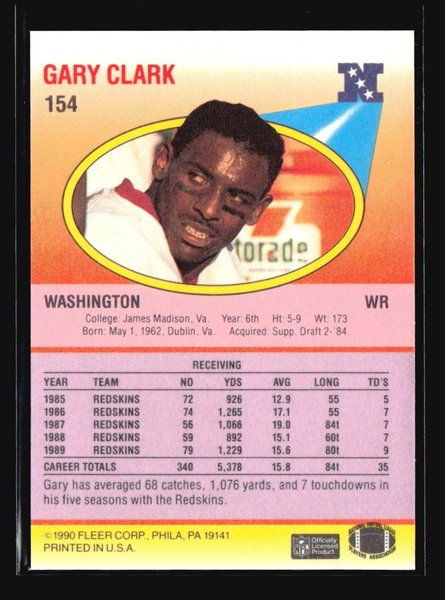 GARY CLARK
154
N
torade
WASHINGTON WR
College: James Madison, Va. Year: 6th Ht: 5-9 Wt: 173
Born: May 1, 1962, Dublin, Va. Acquired: Supp. Draft 2-'84.
RECEIVING
YEAR TEAM NO YDS AVG LONG TD'S
1985 REDSKINS 72 926 12.9 55 5
1986 REDSKINS 74 1,265 17.1 55 7
1987 REDSKINS 56 1,066 19.0 84t 7
1988 REDSKINS 59 892 15.1 60t 7
1989 REDSKINS 79 1,229 15.6 80t 9
CAREER TOTALS 340 5,378 15.8 84t 35
Gary has averaged 68 catches, 1,076 yards, and 7 touchdowns in
his five seasons with the Redskins.
©1990 FLEER CORP., PHILA, PA 19141
PRINTED IN U.S.A.
NFL
Officially
Licensed
Product
NATIONAL FOOTBALL LEAGUE
PLAYERS ASSOCIATION